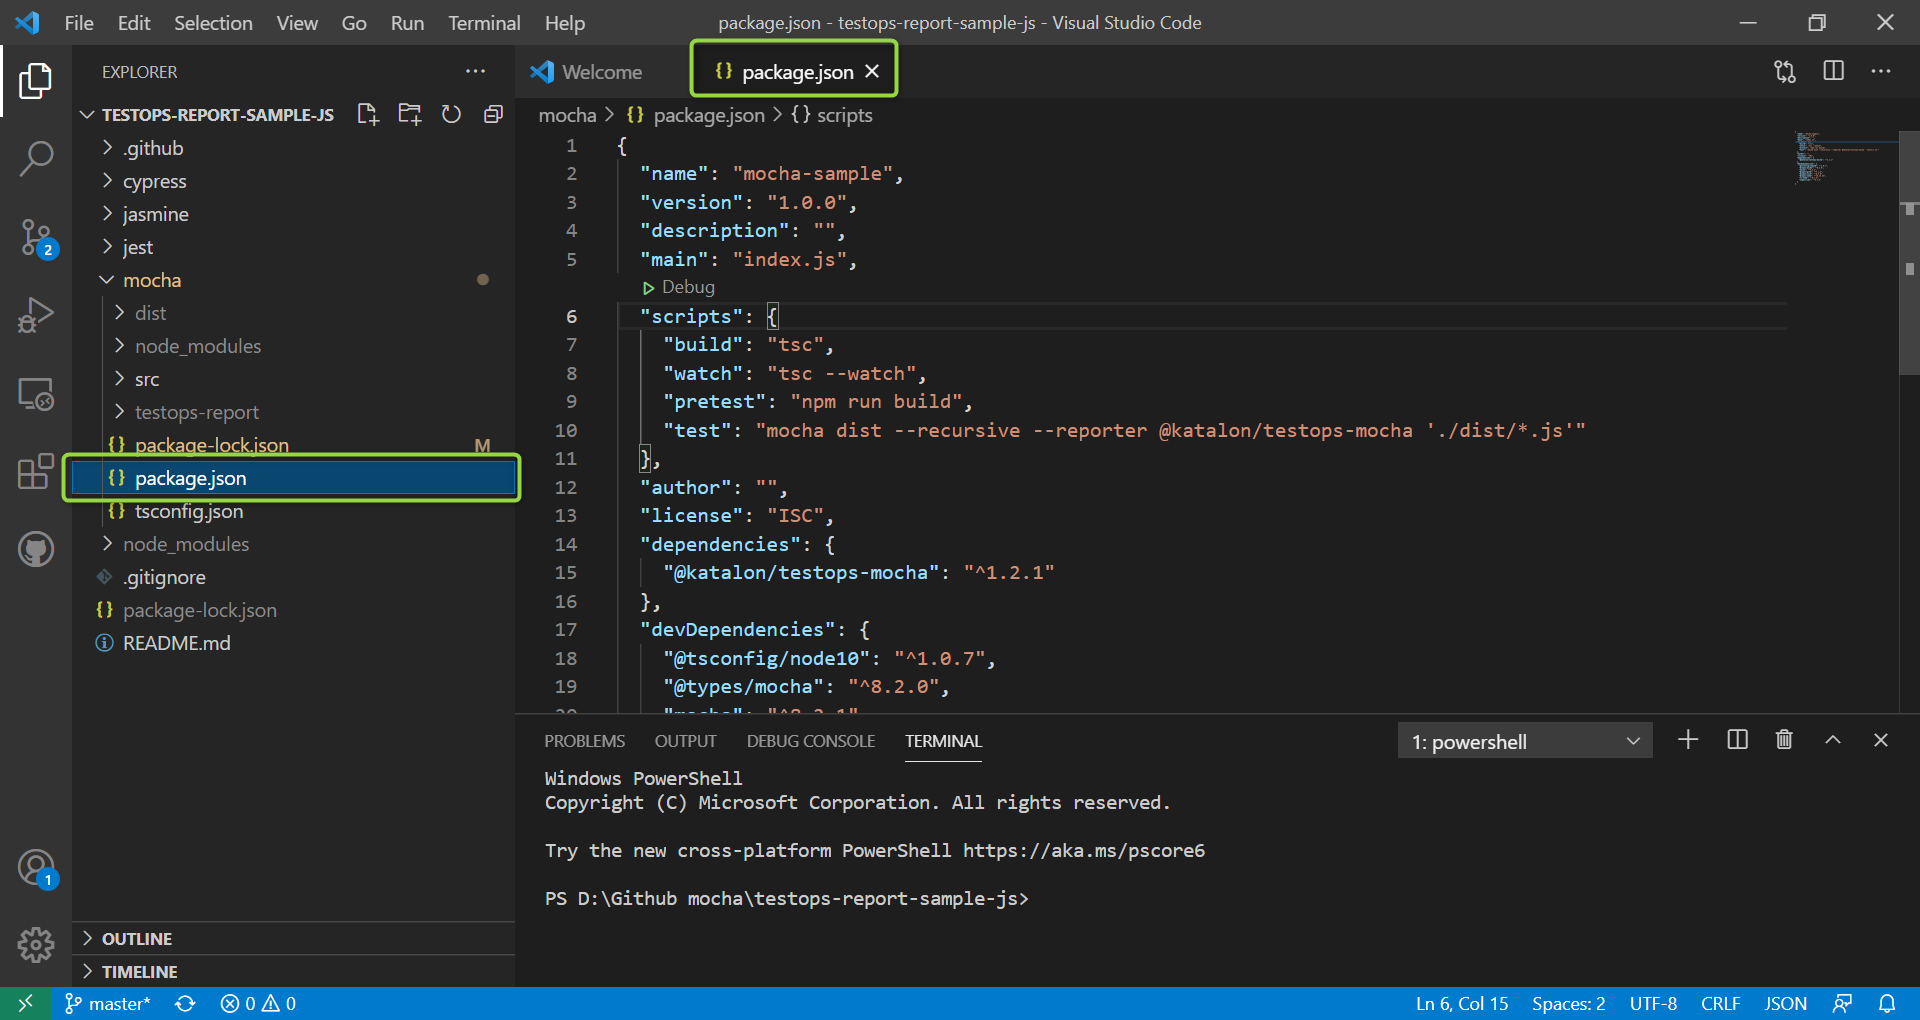 File Edit Selection View Go Run Terminal Help
package.json - testops-report-sample-js - Visual Studio Code
EXPLORER
TESTOPS-REPORT-SAMPLE-JS
.github
cypress
jasmine
jest
mocha
dist
node_modules
src
testops-report
package-lock.json M
package.json
tsconfig.json
node_modules
.gitignore
package-lock.json
README.md
OUTLINE
TIMELINE
2
1
Welcome
{} package.json
mocha > {} package.json > {} scripts
1 {
2 "name": "mocha-sample",
3 "version": "1.0.0",
4 "description": "",
5 "main": "index.js",
Debug
6 "scripts": {
7 "build": "tsc",
8 "watch": "tsc --watch",
9 "pretest": "npm run build",
10 "test": "mocha dist --recursive --reporter @katalon/testops-mocha './dist/*.js'"
11 },
12 "author": "",
13 "license": "ISC",
14 "dependencies": {
15 "@katalon/testops-mocha": "^1.2.1"
16 },
17 "devDependencies": {
18 "@tsconfig/node10": "^1.0.7",
19 "@types/mocha": "^8.2.0",
PROBLEMS OUTPUT DEBUG CONSOLE TERMINAL
1: powershell
Windows PowerShell
Copyright (C) Microsoft Corporation. All rights reserved.
Try the new cross-platform PowerShell https://aka.ms/pscore6
PS D:\Github mocha\testops-report-sample-js>
master* 0 0
Ln 6, Col 15 Spaces: 2 UTF-8 CRLF JSON